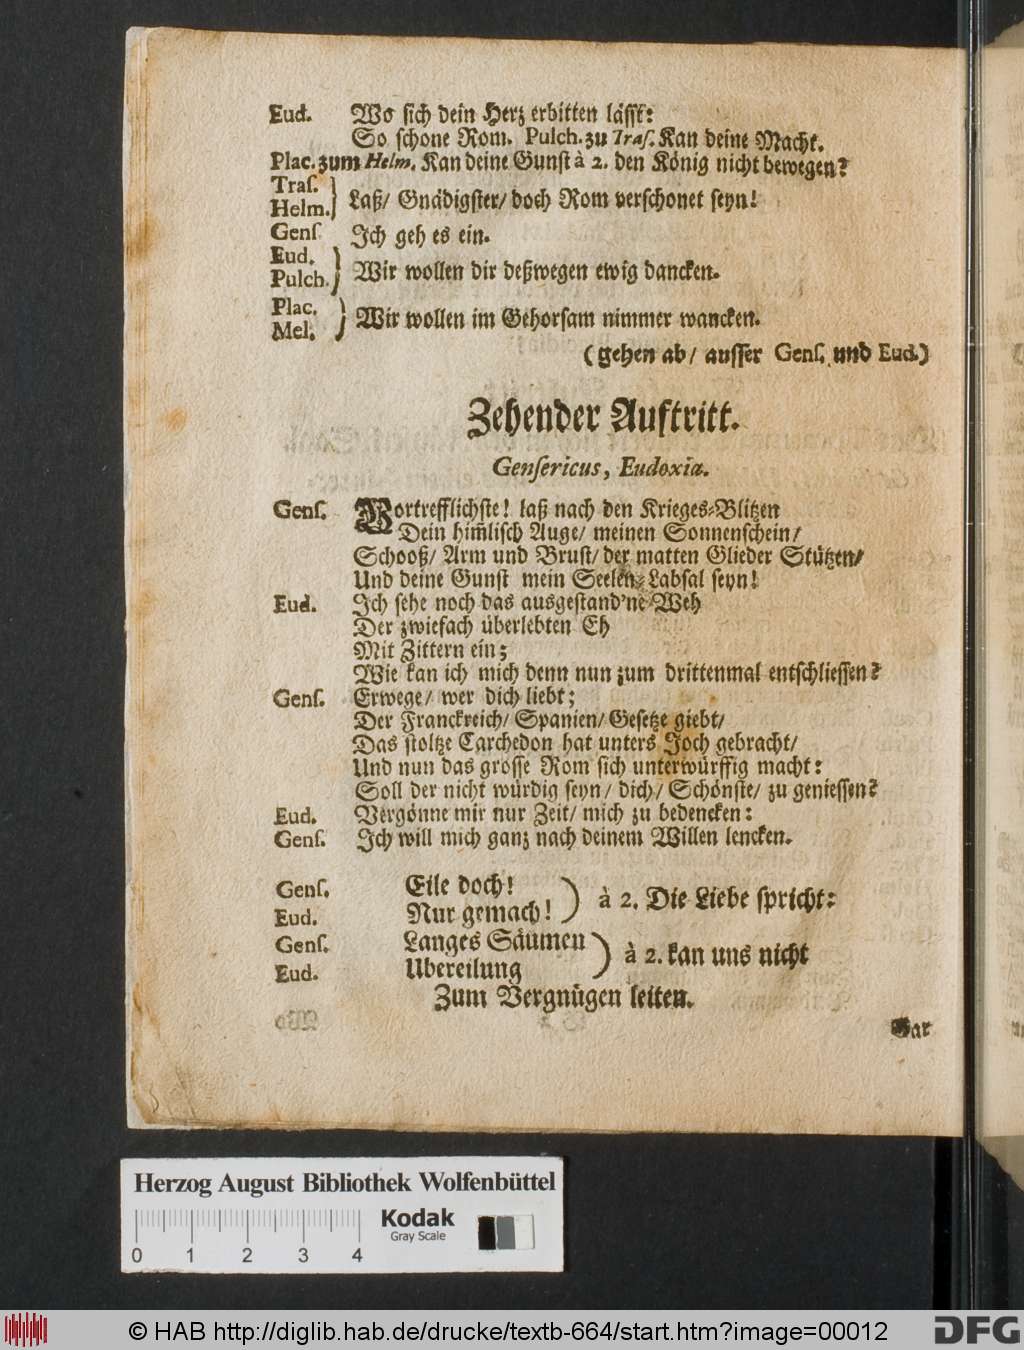 Eud. Wo sich dein Herz erbitten lässt:
So schone Rom. Pulch. zu Tras. Kan deine Macht.
Plac. zum Helm. Kan deine Gunst à 2. den König nicht bewegen?
Tras. Helm. } Laß/ Gnädigster/ doch Rom verschonet seyn!
Gens. Ich geh es ein.
Eud. Pulch. } Wir wollen dir deßwegen ewig dancken.
Plac. Mel. } Wir wollen im Gehorsam nimmer wancken.
(gehen ab/ ausser Gens. und Eud.)
Zehender Auftritt.
Gensericus, Eudoxia.
Gens. Vortrefflichste! laß nach den Krieges-Blitzen
Dein him̃lisch Auge/ meinen Sonnenschein/
Schooß/ Arm und Brust/ der matten Glieder Stützen/
Und deine Gunst mein Seelen-Labsal seyn!
Eud. Ich sehe noch das ausgestand'ne Weh
Der zwiefach überlebten Eh
Mit Zittern ein;
Wie kan ich mich denn nun zum drittenmal entschliessen?
Gens. Erwege/ wer dich liebt;
Der Franckreich/ Spanien/ Gesetze giebt/
Das stoltze Carchedon hat unters Joch gebracht/
Und nun das grosse Rom sich unterwürffig macht:
Soll der nicht würdig seyn/ dich/ Schönste/ zu geniessen?
Eud. Vergönne mir nur Zeit/ mich zu bedencken:
Gens. Ich will mich ganz nach deinem Willen lencken.
Gens. Eile doch!
Eud. Nur gemach! ) à 2. Die Liebe spricht:
Gens. Langes Säumen
Eud. Ubereilung ) à 2. kan uns nicht
Zum Vergnügen leiten.
Gar
Herzog August Bibliothek Wolfenbüttel
Kodak
Gray Scale
0 1 2 3 4
© HAB http://diglib.hab.de/drucke/textb-664/start.htm?image=00012
DFG